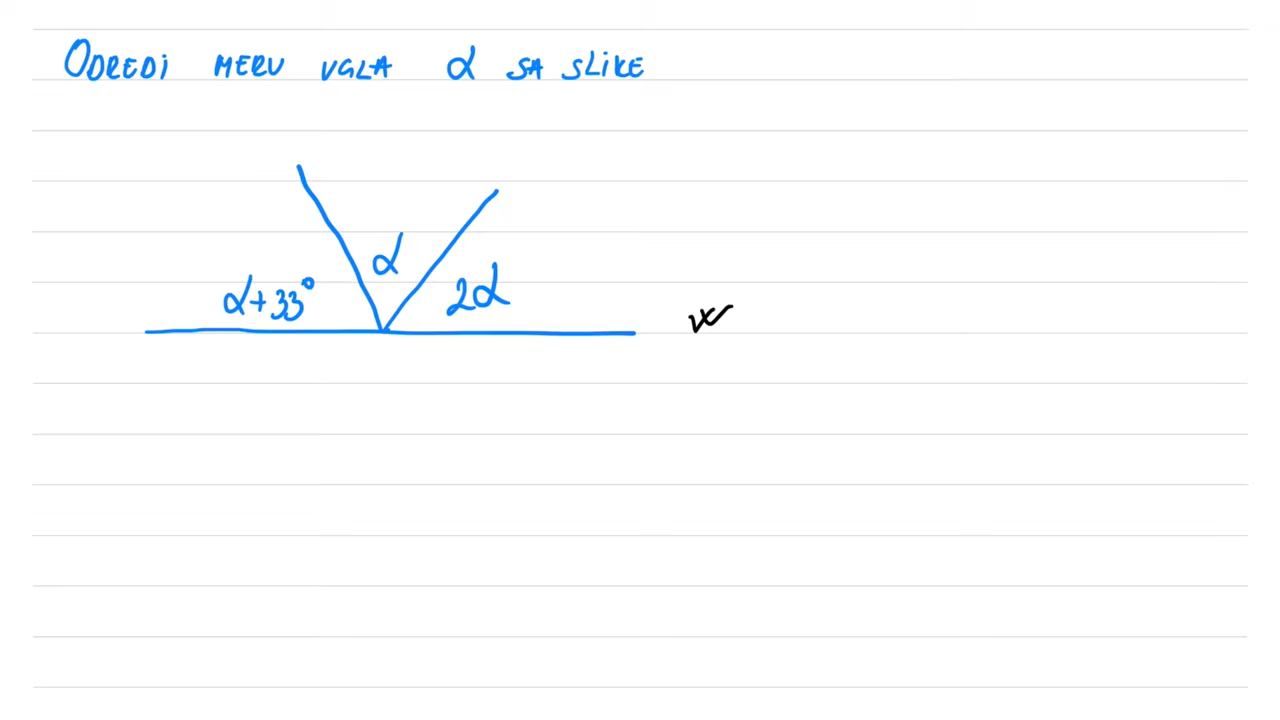 ODREDI MERU UGLA α SA SLIKE
α
α+33° 2α